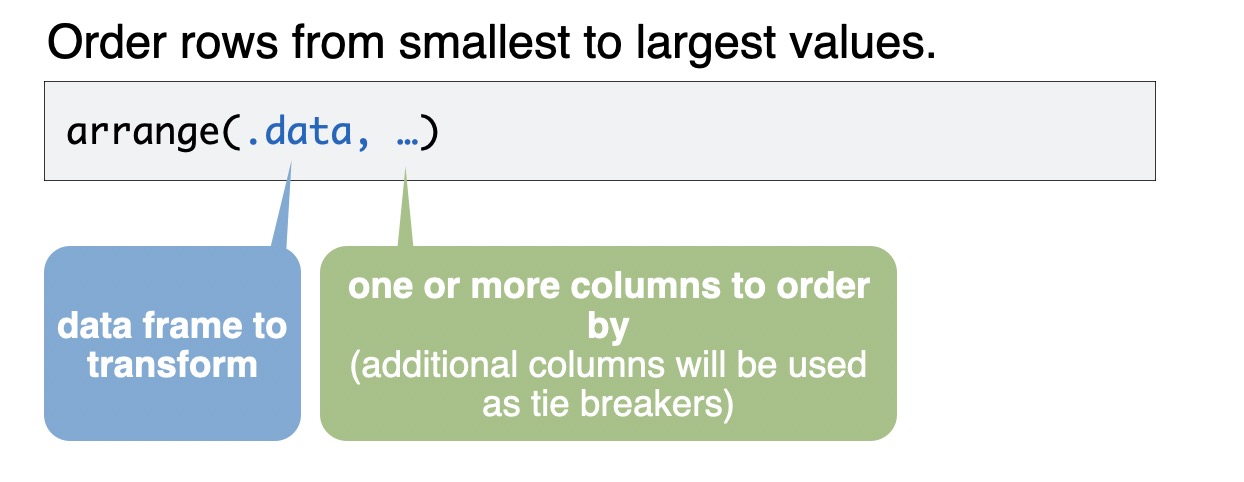 Order rows from smallest to largest values.
arrange(.data, …)
data frame to
transform
one or more columns to order
by
(additional columns will be used
as tie breakers)